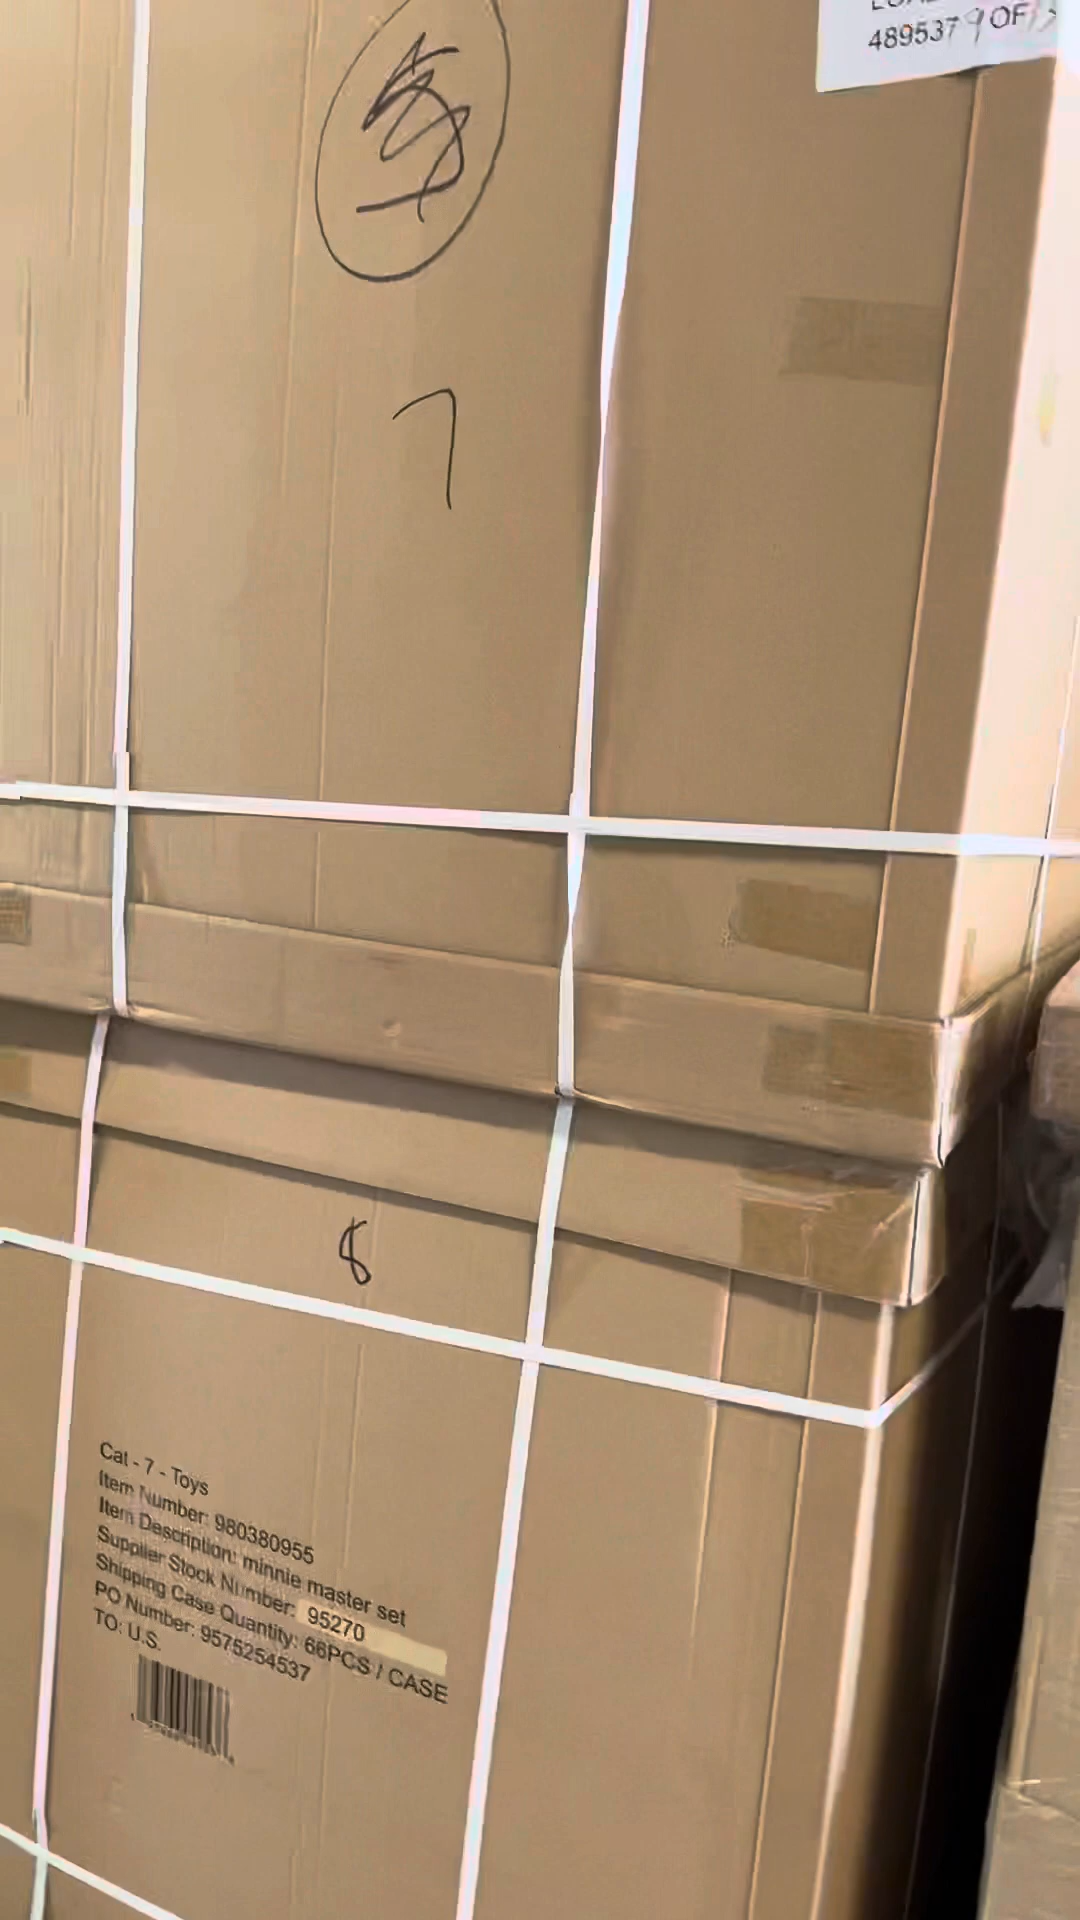 489537 9 OF
7
8
Cat - 7 - Toys
Item Number: 980380955
Item Description: minnie master set
Supplier Stock Number: 95270
Shipping Case Quantity: 66PCS / CASE
PO Number: 9575254537
TO: U.S.